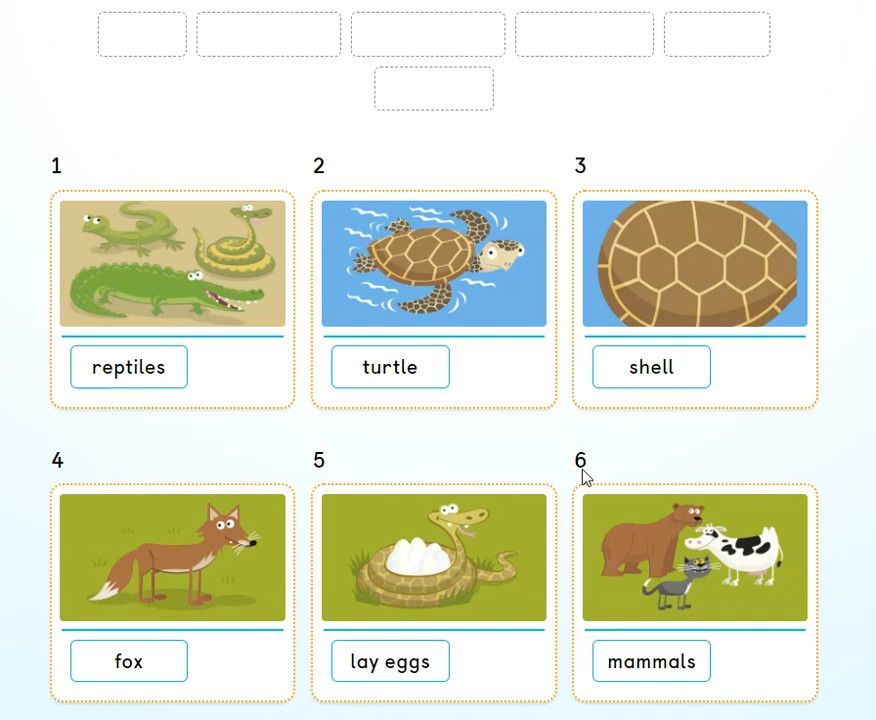 1
2
3
reptiles
turtle
shell
4
5
6
fox
lay eggs
mammals